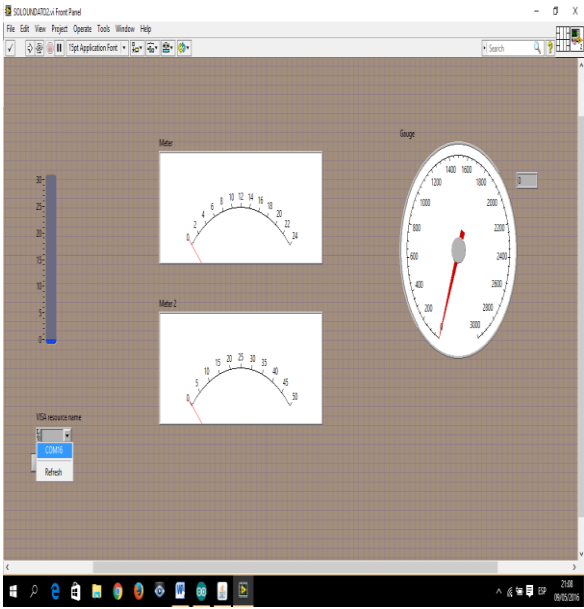 SOLOUNDATO2.vi Front Panel
File Edit View Project Operate Tools Window Help
15pt Application Font
Search
Meter
0 2 4 6 8 10 12 14 16 18 20 22 24
Gauge
0 200 400 600 800 1000 1200 1400 1600 1800 2000 2200 2400 2600 2800 3000
0
30
25
20
15
10
5
0
Meter 2
0 5 10 15 20 25 30 35 40 45 50
VISA resource name
COM16
Refresh
ESP
21:08
09/05/2016